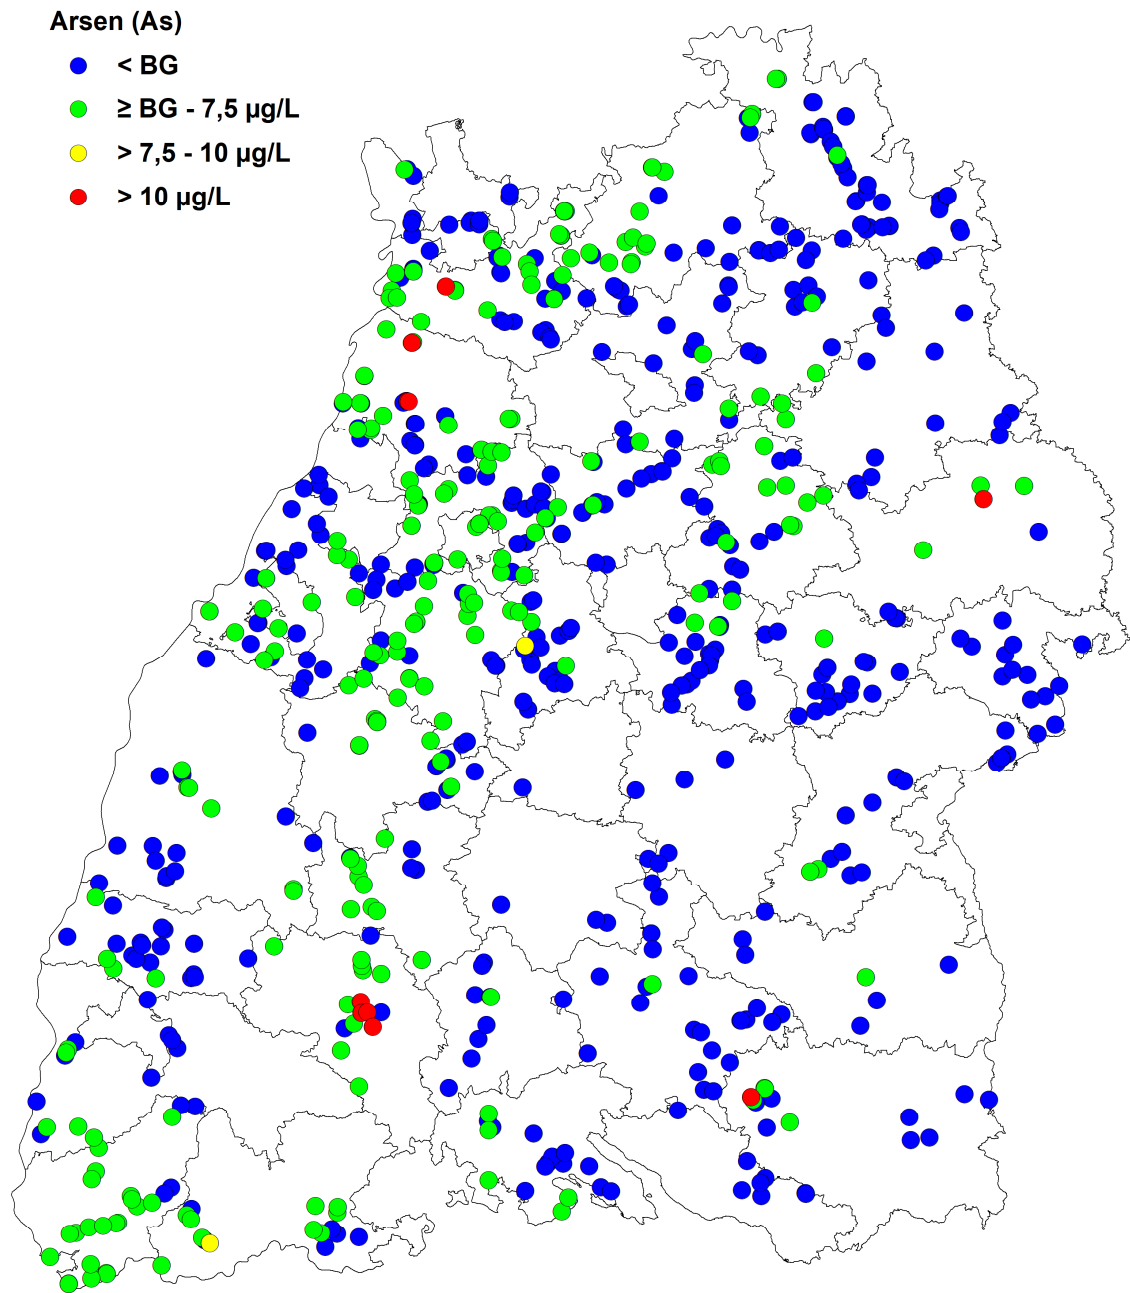 Arsen (As)
< BG
≥ BG - 7,5 µg/L
> 7,5 - 10 µg/L
> 10 µg/L